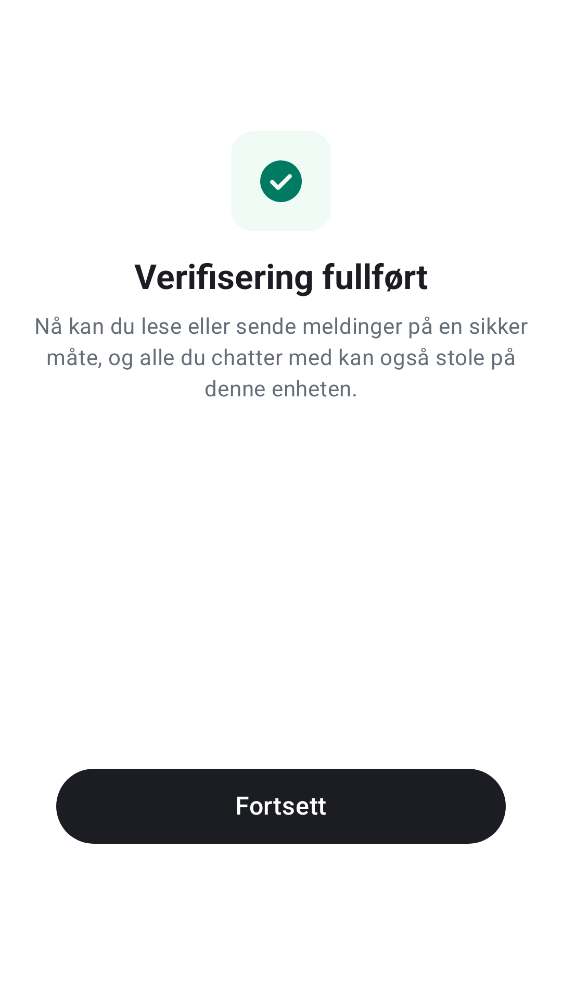 Verifisering fullført
Nå kan du lese eller sende meldinger på en sikker
måte, og alle du chatter med kan også stole på
denne enheten.
Fortsett